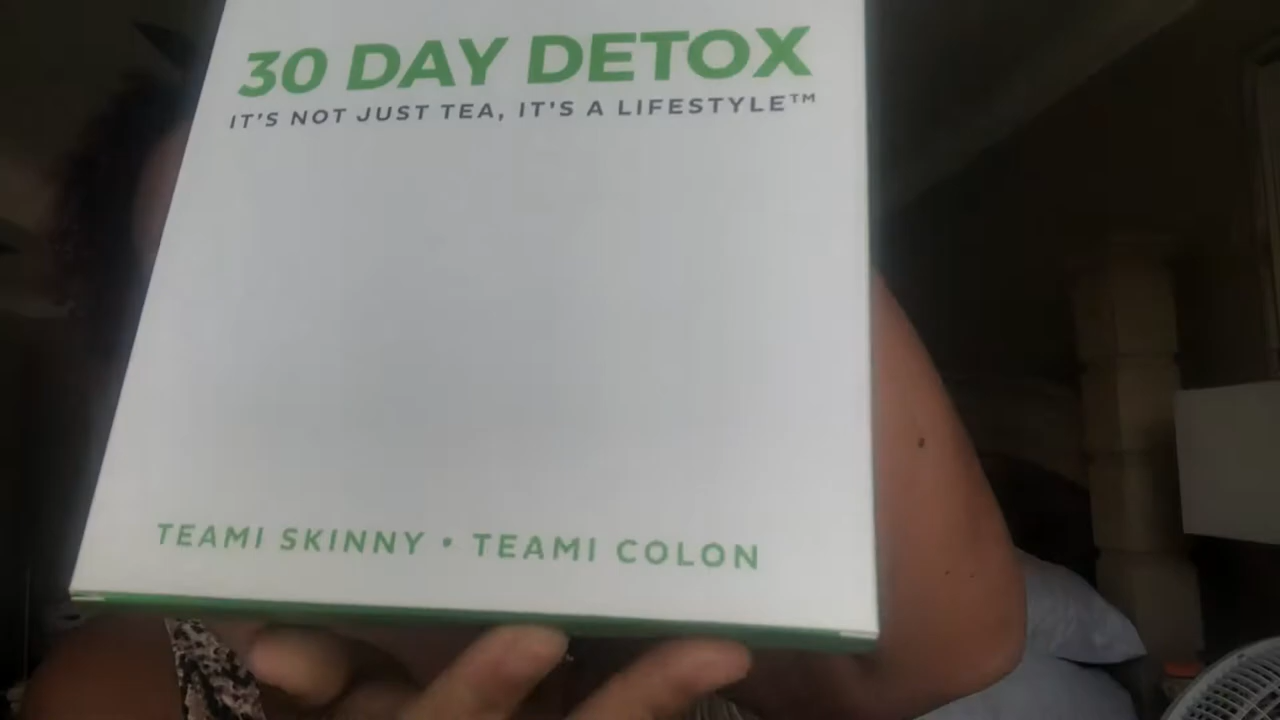 30 DAY DETOX
IT'S NOT JUST TEA, IT'S A LIFESTYLE™
TEAMI SKINNY • TEAMI COLON